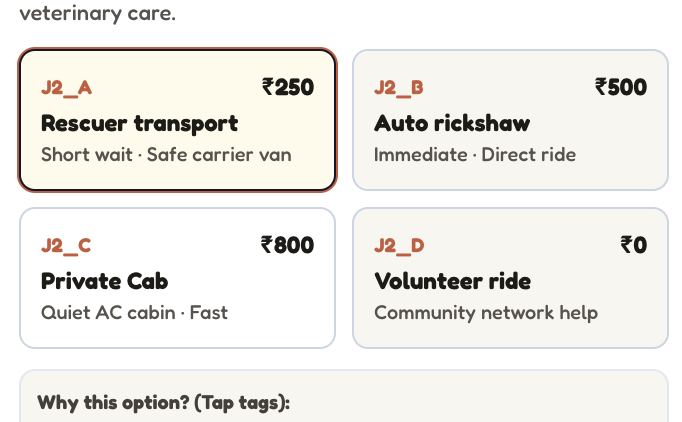 veterinary care.
J2_A ₹250
Rescuer transport
Short wait · Safe carrier van
J2_B ₹500
Auto rickshaw
Immediate · Direct ride
J2_C ₹800
Private Cab
Quiet AC cabin · Fast
J2_D ₹0
Volunteer ride
Community network help
Why this option? (Tap tags):